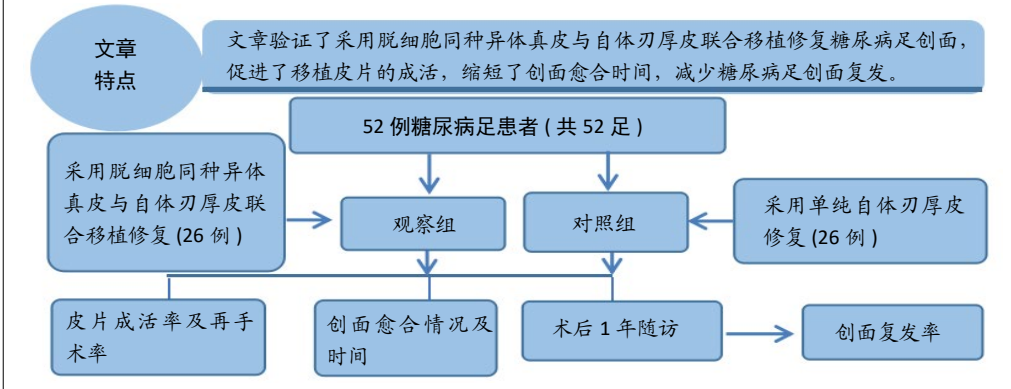 文章
特点
文章验证了采用脱细胞同种异体真皮与自体刃厚皮联合移植修复糖尿病足创面，
促进了移植皮片的成活，缩短了创面愈合时间，减少糖尿病足创面复发。
52 例糖尿病足患者 ( 共 52 足 )
采用脱细胞同种异体
真皮与自体刃厚皮联
合移植修复 (26 例 )
观察组
对照组
采用单纯自体刃厚皮
修复 (26 例 )
皮片成活率及再手
术率
创面愈合情况及
时间
术后 1 年随访
创面复发率